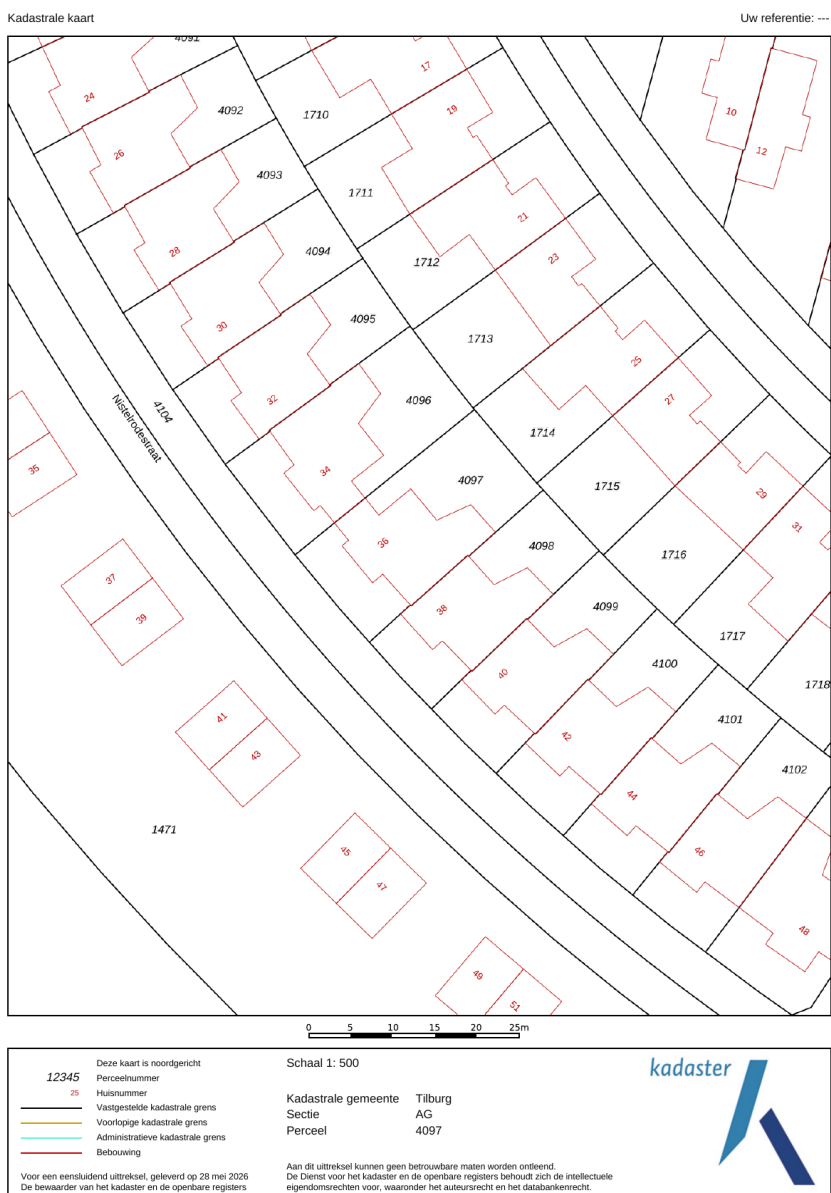 Kadastrale kaart
Uw referentie: ---
4091
17
24
10
4092
1710
19
12
26
4093
1711
21
28
4094
1712
23
4095
30
1713
25
32
4104
4096
27
Nistelrodestraat
1714
35
34
4097
1715
29
31
36
4098
1716
37
39
38
4099
1717
40
4100
1718
41
42
4101
43
44
4102
1471
45
46
47
48
49
51
0 5 10 15 20 25m
Deze kaart is noordgericht
12345 Perceelnummer
25 Huisnummer
Vastgestelde kadastrale grens
Voorlopige kadastrale grens
Administratieve kadastrale grens
Bebouwing
Voor een eensluidend uittreksel, geleverd op 28 mei 2026
De bewaarder van het kadaster en de openbare registers
Schaal 1: 500
Kadastrale gemeente Tilburg
Sectie AG
Perceel 4097
Aan dit uittreksel kunnen geen betrouwbare maten worden ontleend.
De Dienst voor het kadaster en de openbare registers behoudt zich de intellectuele
eigendomsrechten voor, waaronder het auteursrecht en het databankenrecht.
kadaster